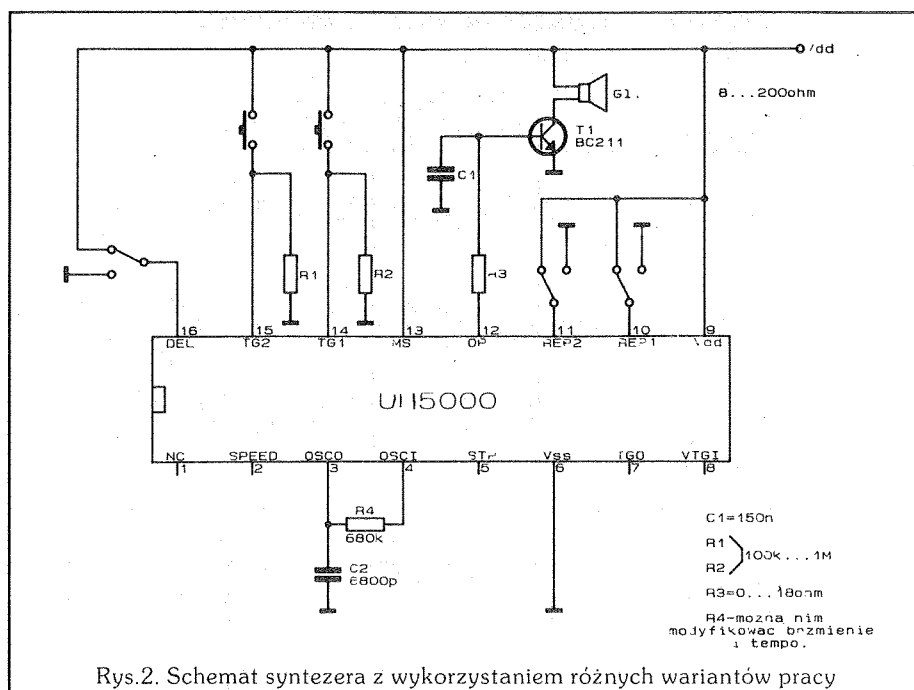 Vdd
8...200ohm
Gl.
T1
BC211
C1
R1
R2
R3
16 15 14 13 12 11 10 9
DEL TG2 TG1 MS OP REP2 REP1 Vdd
UM5000
NC SPEED OSCO OSCI STr Vss TGO VTGI
1 2 3 4 5 6 7 8
R4
680k
C2
6800p
C1=150n
R1
R2
100k...1M
R3=0...18ohm
R4-mozna nim
modyfikowac brzmienie
i tempo.
Rys.2. Schemat syntezera z wykorzystaniem różnych wariantów pracy